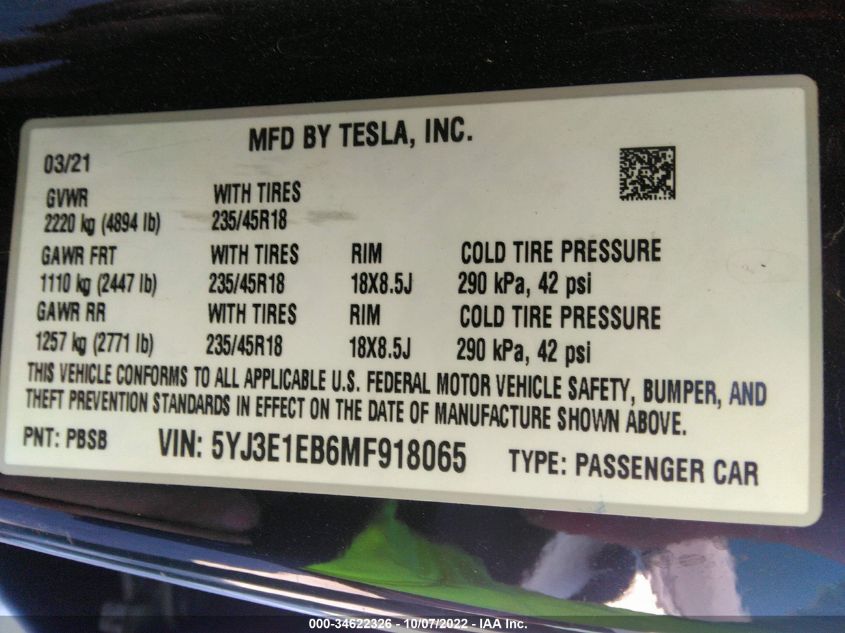 MFD BY TESLA, INC.
03/21
GVWR WITH TIRES
2220 kg (4894 lb) 235/45R18
GAWR FRT WITH TIRES RIM COLD TIRE PRESSURE
1110 kg (2447 lb) 235/45R18 18X8.5J 290 kPa, 42 psi
GAWR RR WITH TIRES RIM COLD TIRE PRESSURE
1257 kg (2771 lb) 235/45R18 18X8.5J 290 kPa, 42 psi
THIS VEHICLE CONFORMS TO ALL APPLICABLE U.S. FEDERAL MOTOR VEHICLE SAFETY, BUMPER, AND
THEFT PREVENTION STANDARDS IN EFFECT ON THE DATE OF MANUFACTURE SHOWN ABOVE.
PNT: PBSB VIN: 5YJ3E1EB6MF918065 TYPE: PASSENGER CAR
000-34622326 - 10/07/2022 - IAA Inc.